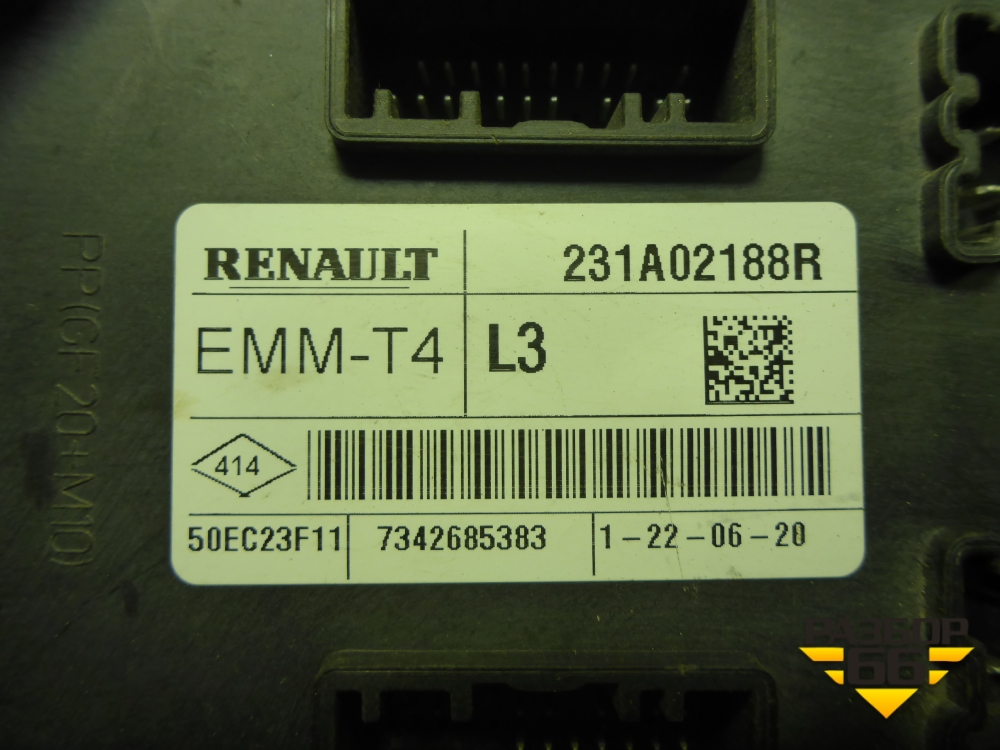 RENAULT
231A02188R
EMM-T4
L3
414
50EC23F11
7342685383
1-22-06-20
PP(GF20+M10)
РАЗБОР
66